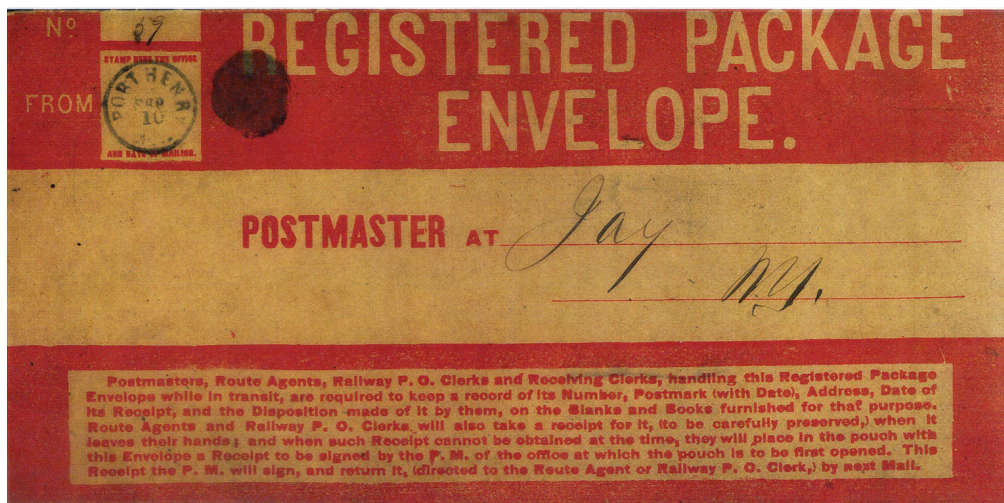 No 59
REGISTERED PACKAGE
ENVELOPE.
STAMP HERE THE OFFICE
FROM
PORT HENRY
SEP
10
AND DATE OF MAILING.
POSTMASTER AT Jay
N.Y.
Postmasters, Route Agents, Railway P. O. Clerks and Receiving Clerks, handling this Registered Package
Envelope while in transit, are required to keep a record of its Number, Postmark (with Date), Address, Date of
its Receipt, and the Disposition made of it by them, on the Blanks and Books furnished for that purpose.
Route Agents and Railway P. O. Clerks will also take a receipt for it, (to be carefully preserved,) when it
leaves their hands; and when such Receipt cannot be obtained at the time, they will place in the pouch with
this Envelope a Receipt to be signed by the P. M. of the office at which the pouch is to be first opened. This
Receipt the P. M. will sign, and return it, (directed to the Route Agent or Railway P. O. Clerk,) by next Mail.